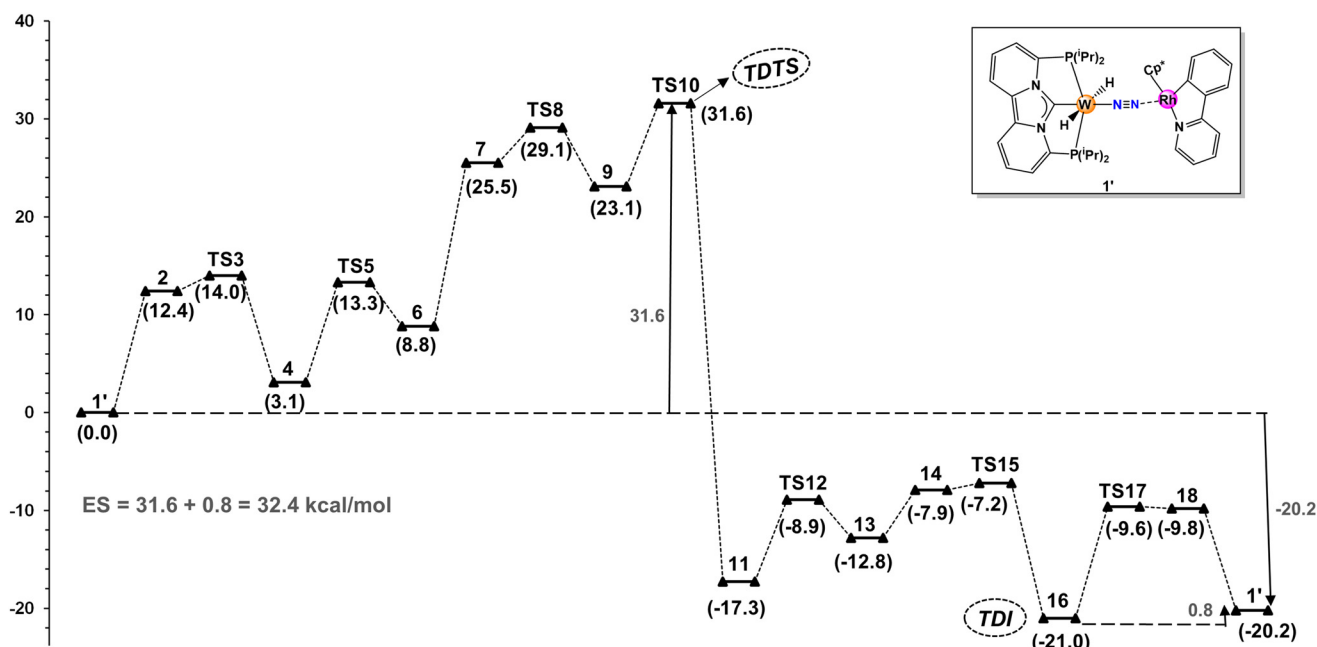 40
30
20
10
0
-10
-20
1'
(0.0)
2
(12.4)
TS3
(14.0)
4
(3.1)
TS5
(13.3)
6
(8.8)
7
(25.5)
TS8
(29.1)
9
(23.1)
TS10
(31.6)
TDTS
31.6
11
(-17.3)
TS12
(-8.9)
13
(-12.8)
14
(-7.9)
TS15
(-7.2)
16
(-21.0)
TDI
TS17
(-9.6)
18
(-9.8)
1'
(-20.2)
0.8
-20.2
ES = 31.6 + 0.8 = 32.4 kcal/mol
P(iPr)2
N
H
W
N≡N
Cp*
Rh
H
N
N
P(iPr)2
1'